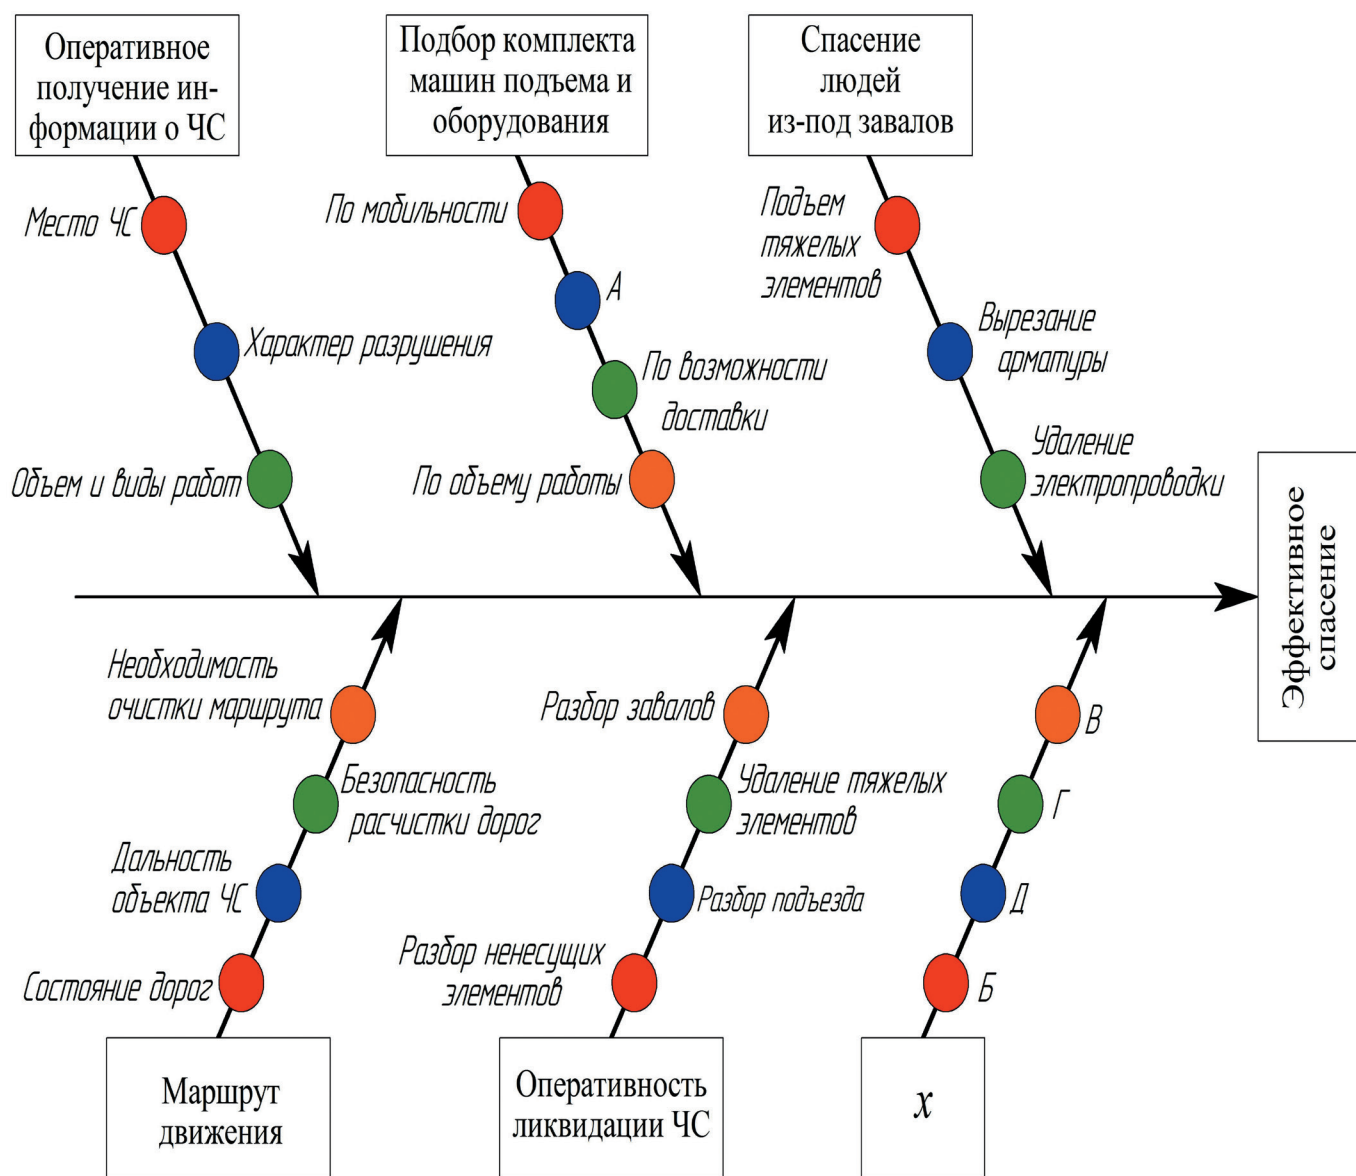 Оперативное
получение ин-
формации о ЧС
Подбор комплекта
машин подъема и
оборудования
Спасение
людей
из-под завалов
Место ЧС
Характер разрушения
Объем и виды работ
По мобильности
А
По возможности
доставки
По объему работы
Подъем
тяжелых
элементов
Вырезание
арматуры
Удаление
электропроводки
Эффективное
спасение
Необходимость
очистки маршрута
Безопасность
расчистки дорог
Дальность
объекта ЧС
Состояние дорог
Разбор завалов
Удаление тяжелых
элементов
Разбор подъезда
Разбор ненесущих
элементов
В
Г
Д
Б
Маршрут
движения
Оперативность
ликвидации ЧС
х